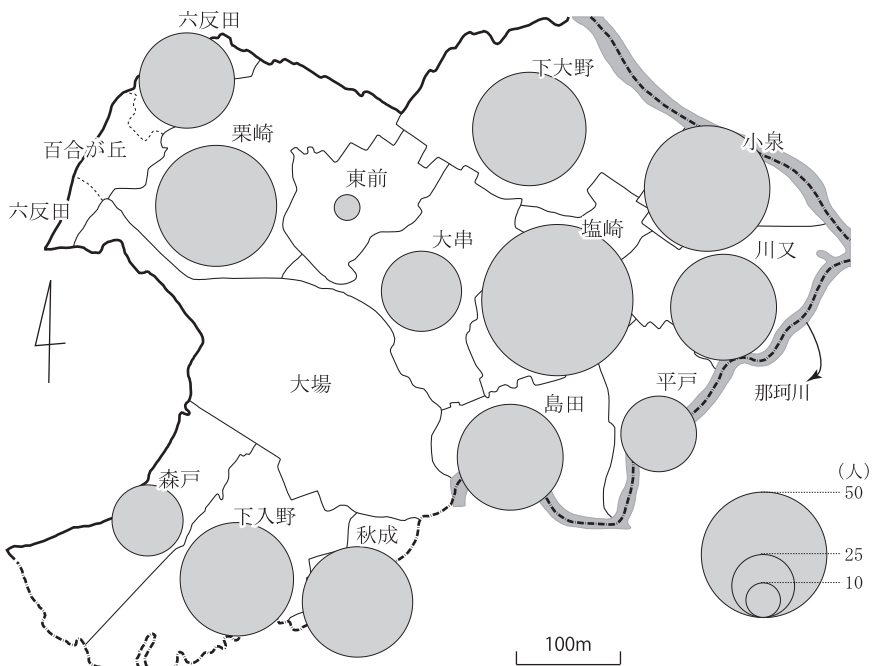 六反田
下大野
小泉
栗崎
百合が丘
東前
六反田
大串
塩崎
川又
大場
平戸
那珂川
島田
森戸
下入野
秋成
(人)
50
25
10
100m